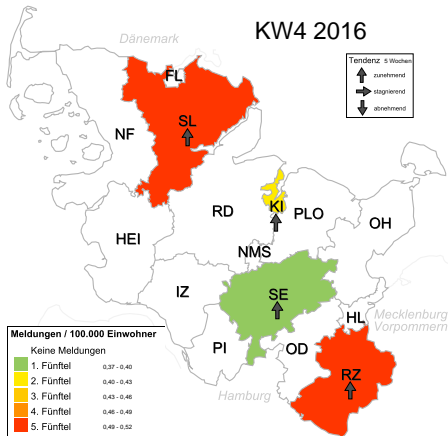 KW4 2016
Dänemark
Tendenz 5 Wochen
zunehmend
stagnierend
abnehmend
FL
SL
NF
RD
KI
PLO
OH
HEI
NMS
IZ
SE
HL
Mecklenburg
Vorpommern
PI
OD
RZ
Hamburg
Meldungen / 100.000 Einwohner
Keine Meldungen
1. Fünftel 0,37 - 0,40
2. Fünftel 0,40 - 0,43
3. Fünftel 0,43 - 0,46
4. Fünftel 0,46 - 0,49
5. Fünftel 0,49 - 0,52